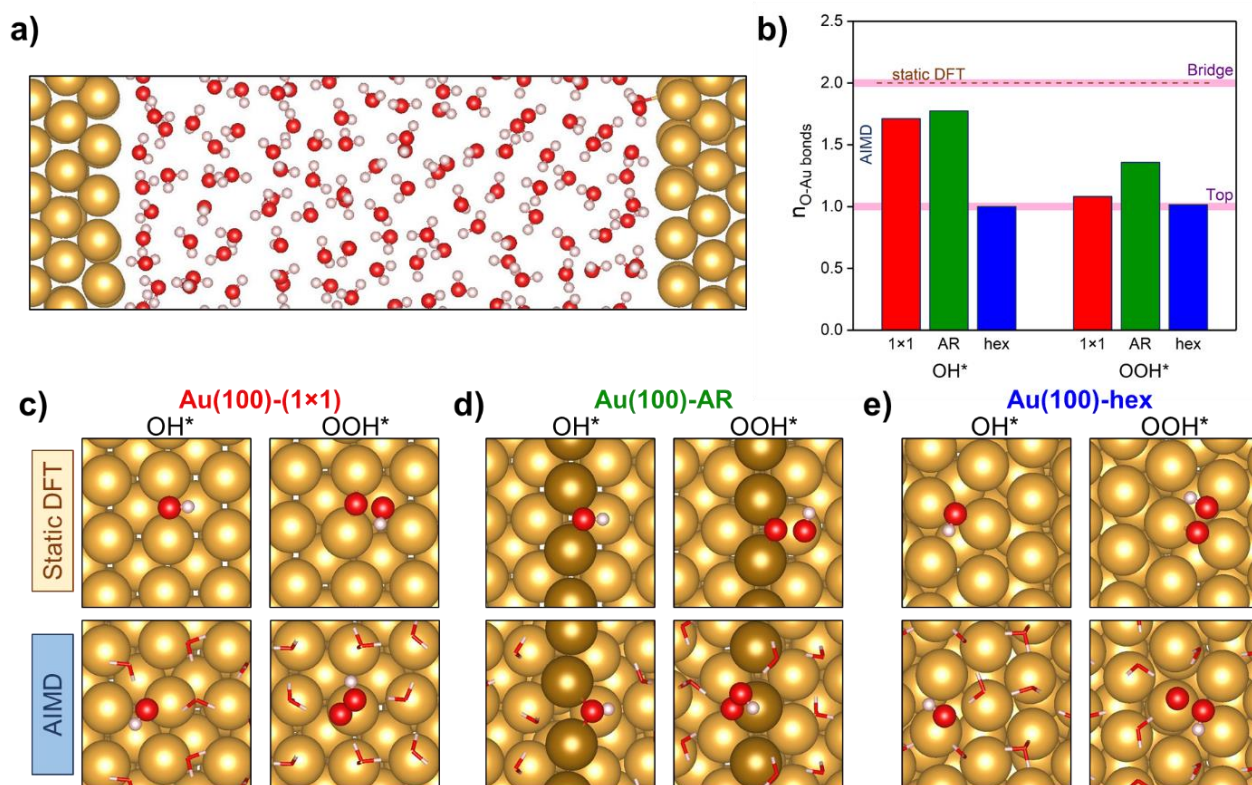 a)
b)
n_O-Au bonds
2.5
2.0
1.5
1.0
0.5
0.0
static DFT
Bridge
AIMD
Top
1×1 AR hex 1×1 AR hex
OH* OOH*
c) Au(100)-(1×1)
OH* OOH*
d) Au(100)-AR
OH* OOH*
e) Au(100)-hex
OH* OOH*
Static DFT
AIMD